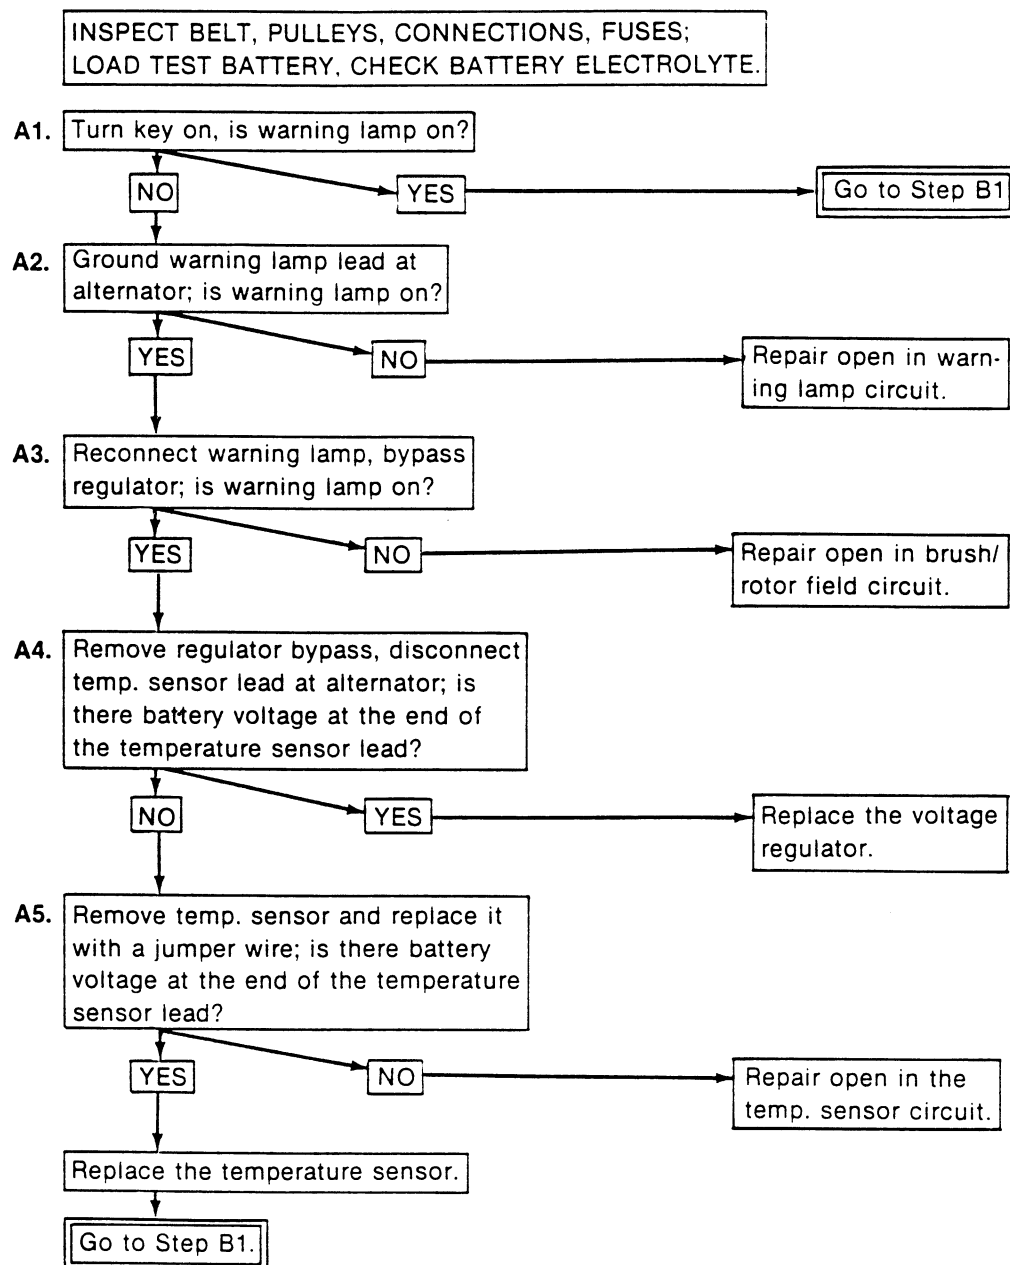 INSPECT BELT, PULLEYS, CONNECTIONS, FUSES;
LOAD TEST BATTERY, CHECK BATTERY ELECTROLYTE.
A1. Turn key on, is warning lamp on?
NO
YES
Go to Step B1
A2. Ground warning lamp lead at
alternator; is warning lamp on?
YES
NO
Repair open in warn-
ing lamp circuit.
A3. Reconnect warning lamp, bypass
regulator; is warning lamp on?
YES
NO
Repair open in brush/
rotor field circuit.
A4. Remove regulator bypass, disconnect
temp. sensor lead at alternator; is
there battery voltage at the end of
the temperature sensor lead?
NO
YES
Replace the voltage
regulator.
A5. Remove temp. sensor and replace it
with a jumper wire; is there battery
voltage at the end of the temperature
sensor lead?
YES
NO
Repair open in the
temp. sensor circuit.
Replace the temperature sensor.
Go to Step B1.